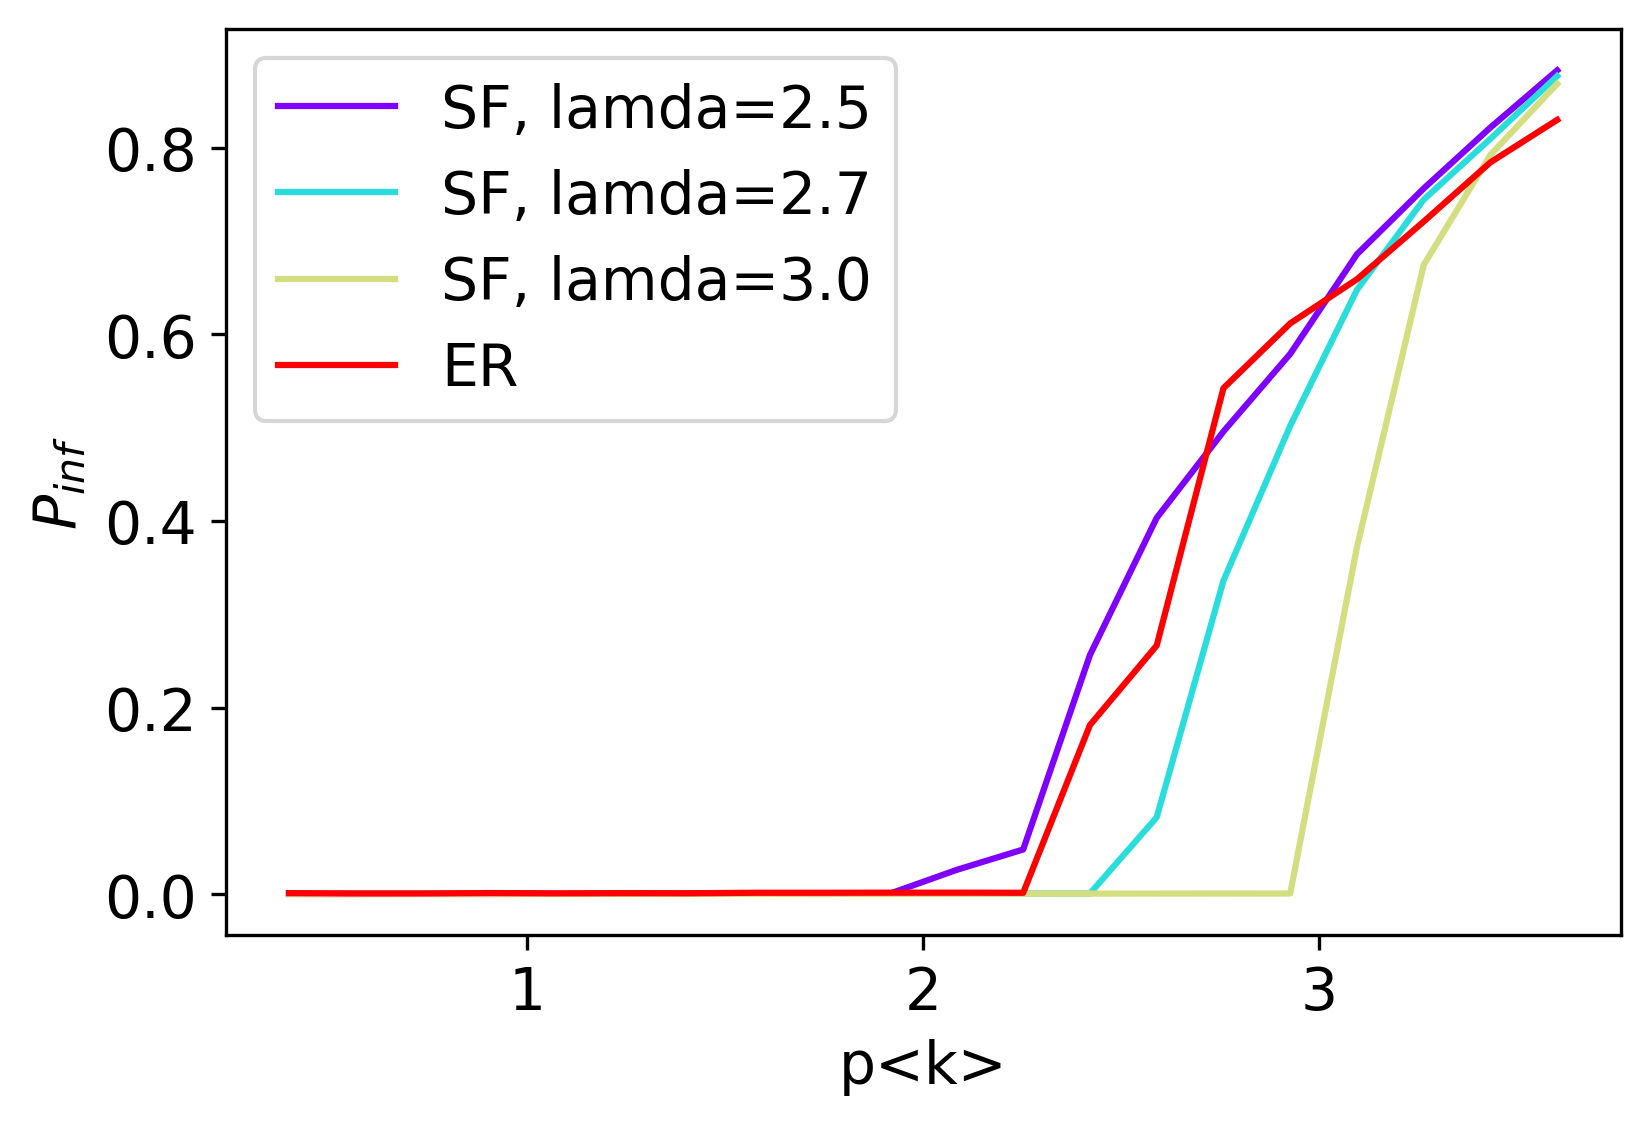 SF, lamda=2.5
SF, lamda=2.7
SF, lamda=3.0
ER
0.8
0.6
0.4
0.2
0.0
P_inf
1 2 3
p<k>